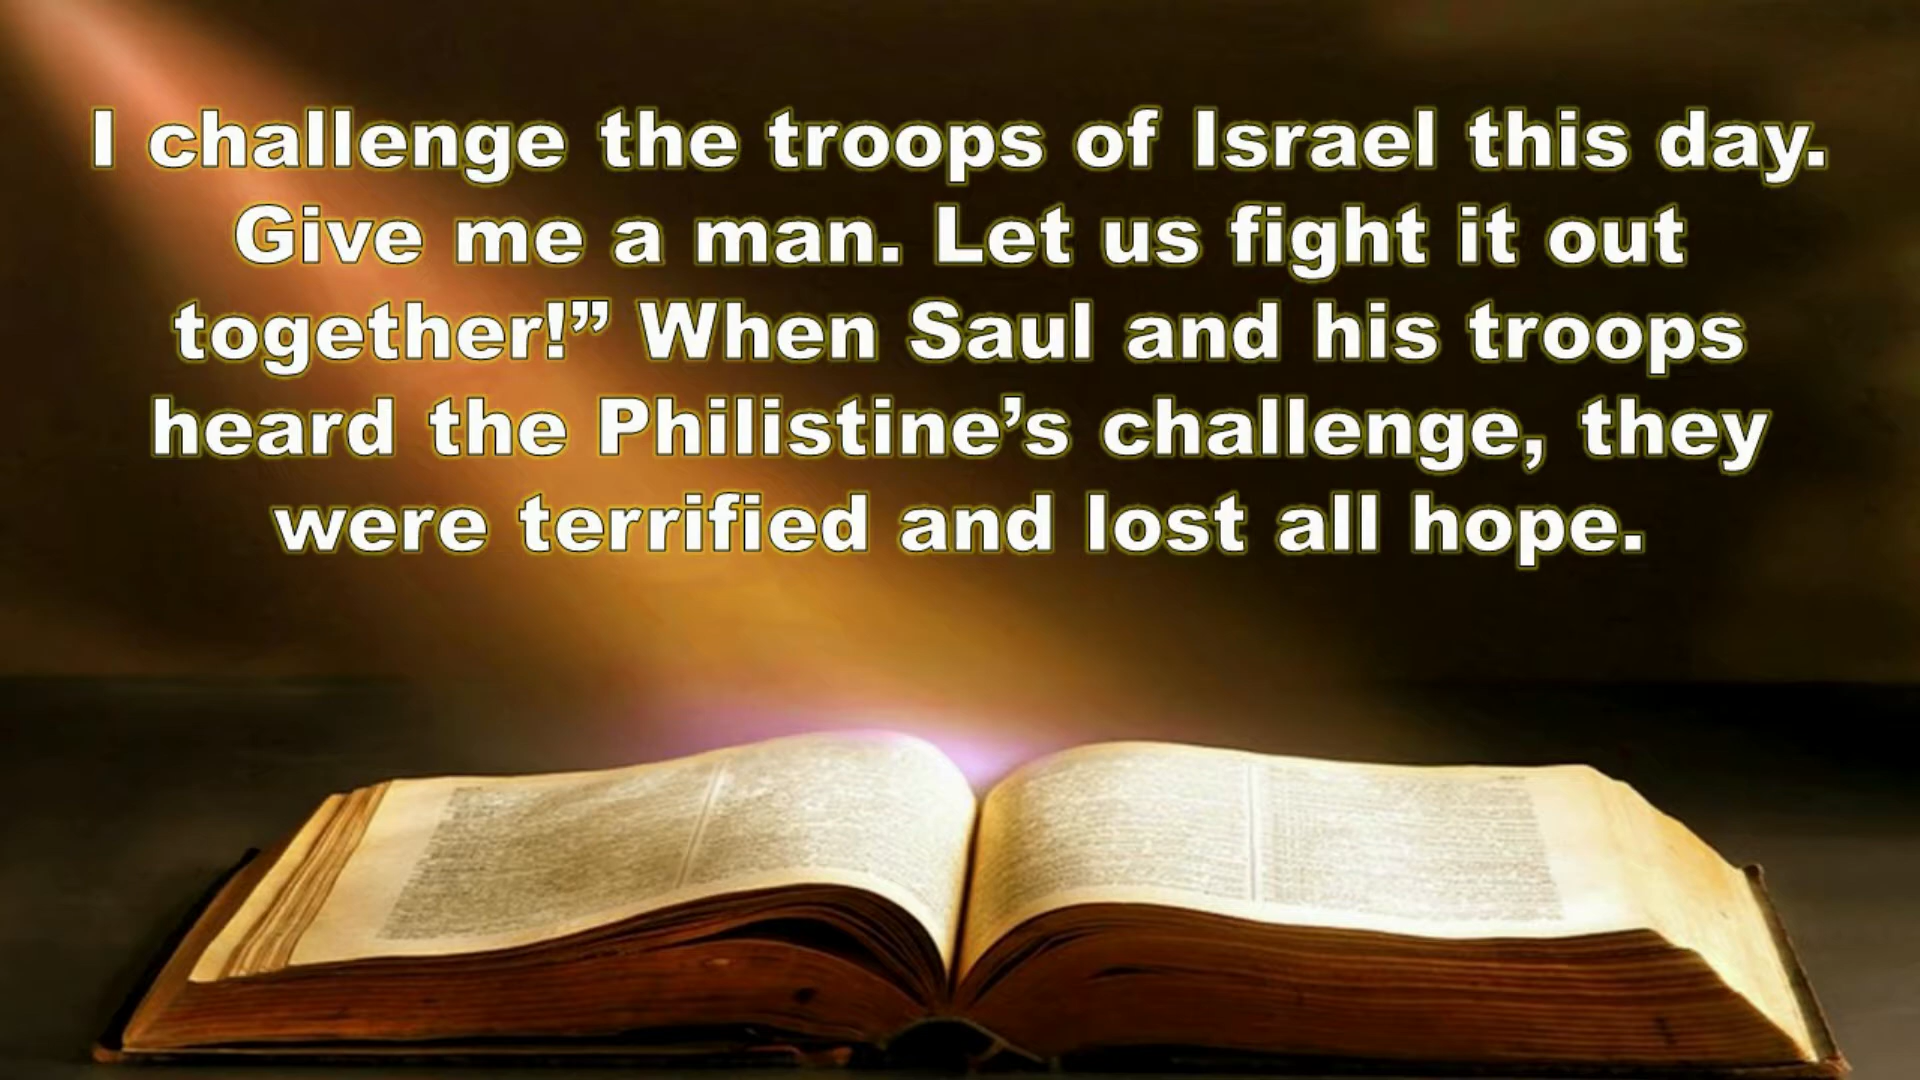 I challenge the troops of Israel this day.
Give me a man. Let us fight it out
together!” When Saul and his troops
heard the Philistine’s challenge, they
were terrified and lost all hope.